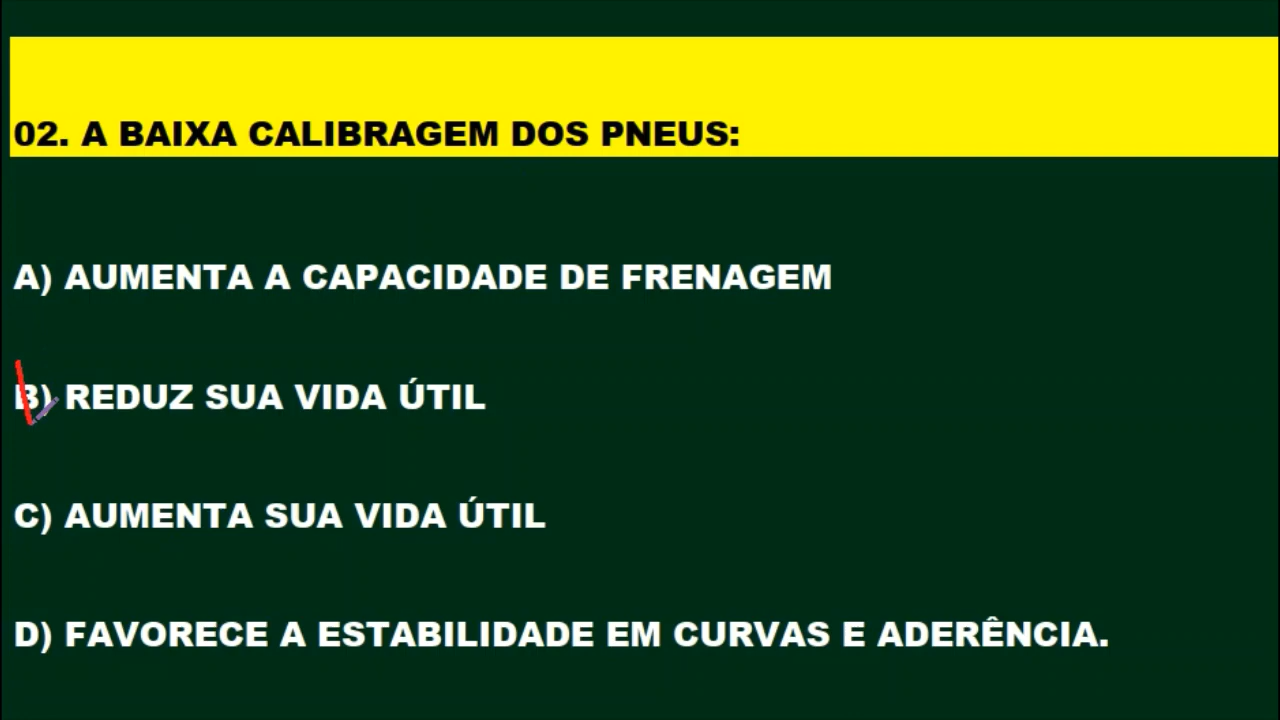 02. A BAIXA CALIBRAGEM DOS PNEUS:
A) AUMENTA A CAPACIDADE DE FRENAGEM
B) REDUZ SUA VIDA ÚTIL
C) AUMENTA SUA VIDA ÚTIL
D) FAVORECE A ESTABILIDADE EM CURVAS E ADERÊNCIA.